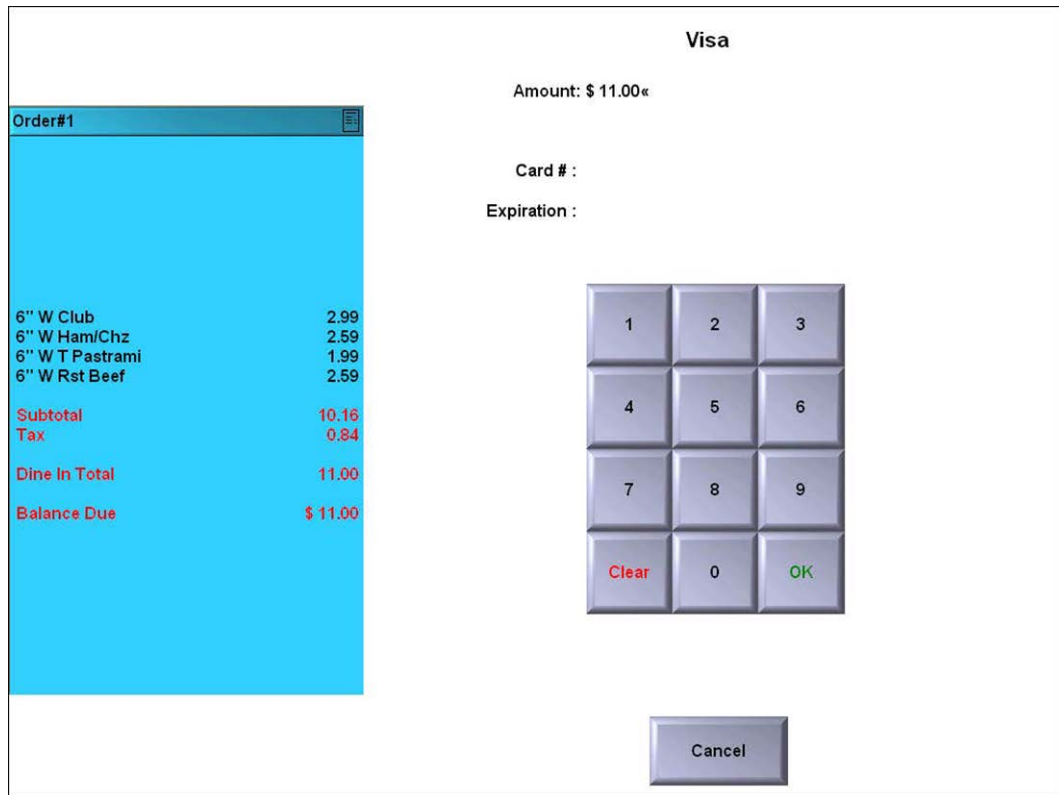 Visa
Amount: $ 11.00«
Order#1
Card # :
Expiration :
6" W Club 2.99
6" W Ham/Chz 2.59
6" W T Pastrami 1.99
6" W Rst Beef 2.59
Subtotal 10.16
Tax 0.84
Dine In Total 11.00
Balance Due $ 11.00
1 2 3
4 5 6
7 8 9
Clear 0 OK
Cancel